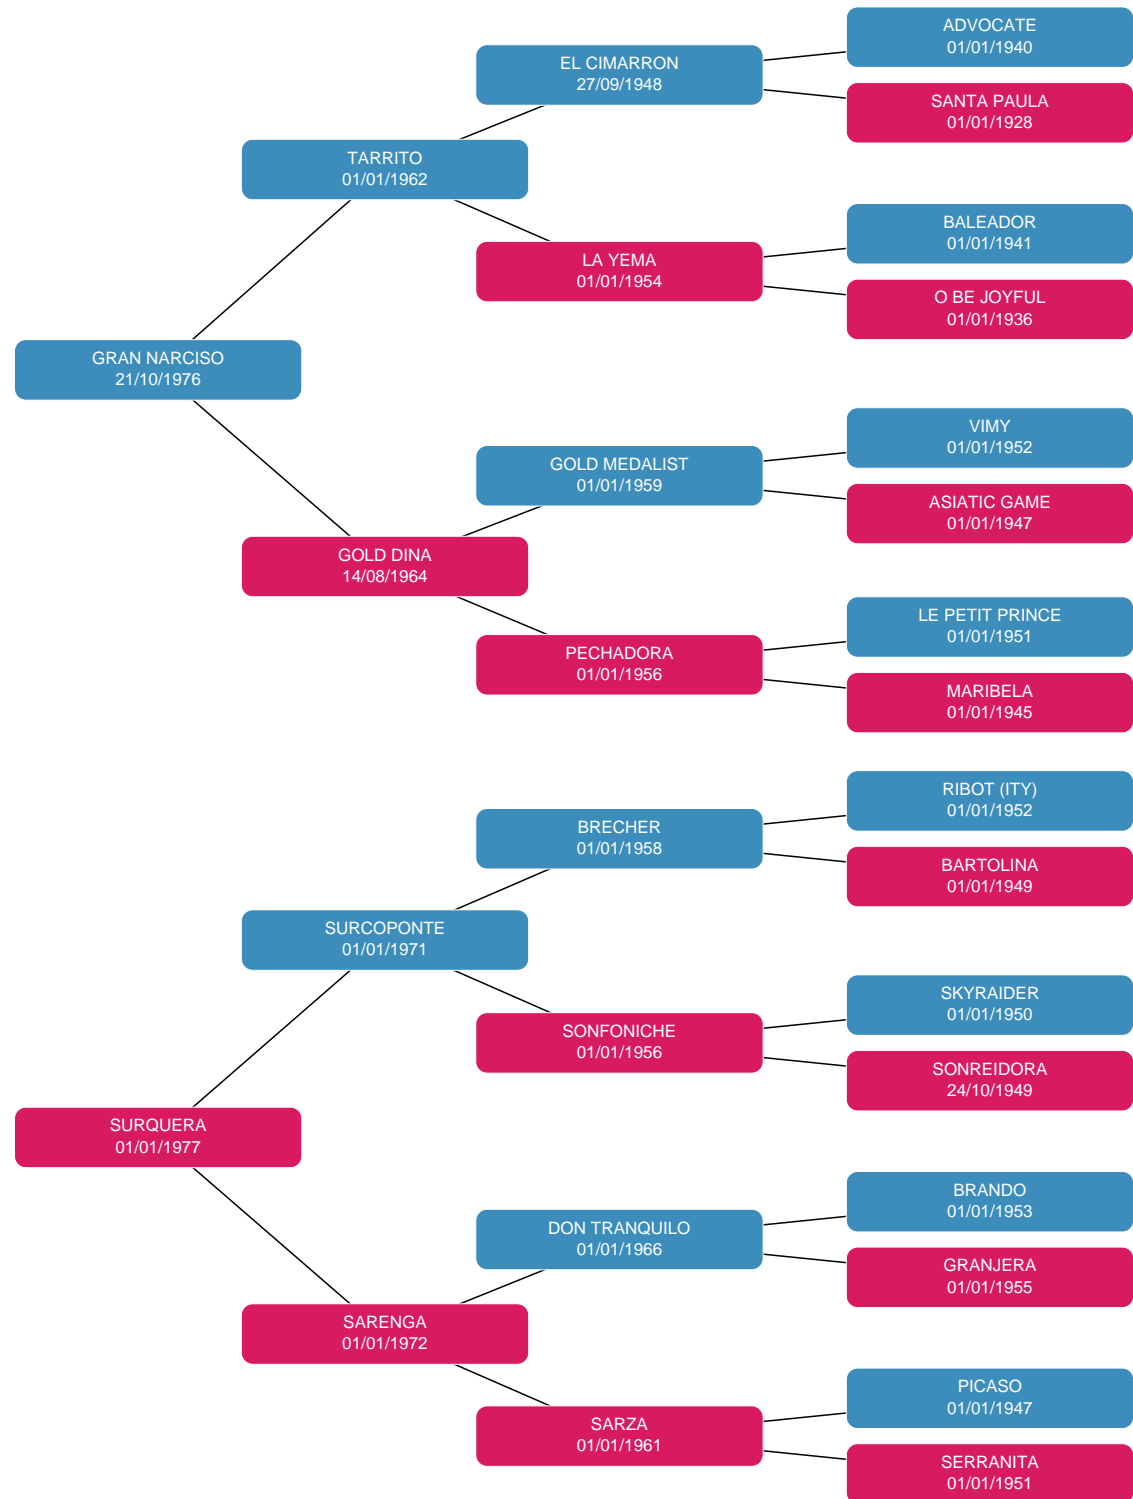 ADVOCATE
01/01/1940
EL CIMARRON
27/09/1948
SANTA PAULA
01/01/1928
TARRITO
01/01/1962
BALEADOR
01/01/1941
LA YEMA
01/01/1954
O BE JOYFUL
01/01/1936
GRAN NARCISO
21/10/1976
VIMY
01/01/1952
GOLD MEDALIST
01/01/1959
ASIATIC GAME
01/01/1947
GOLD DINA
14/08/1964
LE PETIT PRINCE
01/01/1951
PECHADORA
01/01/1956
MARIBELA
01/01/1945
RIBOT (ITY)
01/01/1952
BRECHER
01/01/1958
BARTOLINA
01/01/1949
SURCOPONTE
01/01/1971
SKYRAIDER
01/01/1950
SONFONICHE
01/01/1956
SONREIDORA
24/10/1949
SURQUERA
01/01/1977
BRANDO
01/01/1953
DON TRANQUILO
01/01/1966
GRANJERA
01/01/1955
SARENGA
01/01/1972
PICASO
01/01/1947
SARZA
01/01/1961
SERRANITA
01/01/1951